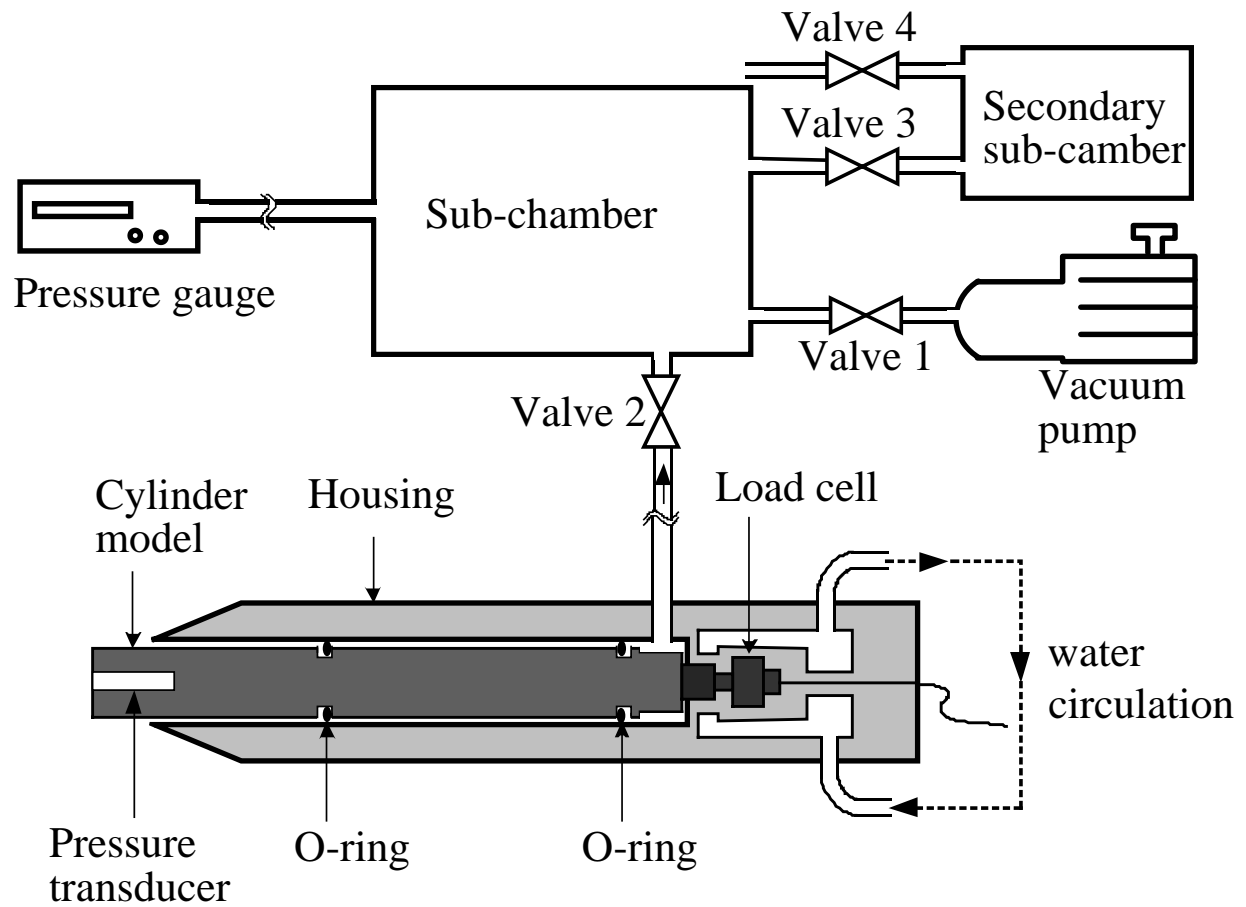 Valve 4
Secondary
sub-camber
Valve 3
Sub-chamber
Pressure gauge
Valve 1
Vacuum
pump
Valve 2
Cylinder
model
Housing
Load cell
water
circulation
Pressure
transducer
O-ring
O-ring